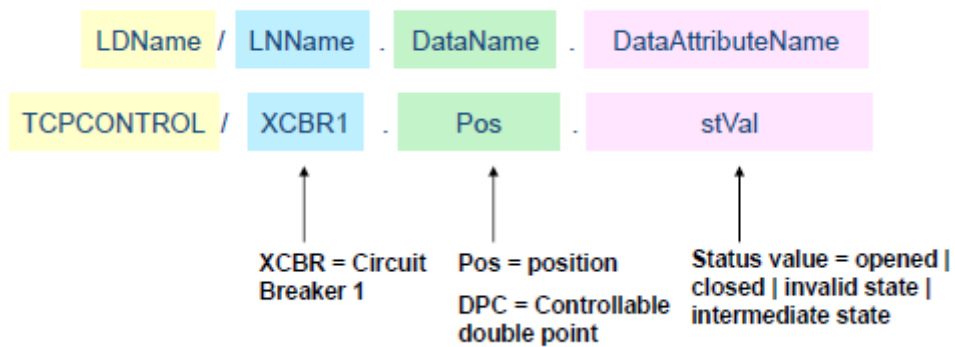 LDName / LNName . DataName . DataAttributeName
TCPCONTROL / XCBR1 . Pos . stVal
XCBR = Circuit
Breaker 1
Pos = position
DPC = Controllable
double point
Status value = opened |
closed | invalid state |
intermediate state